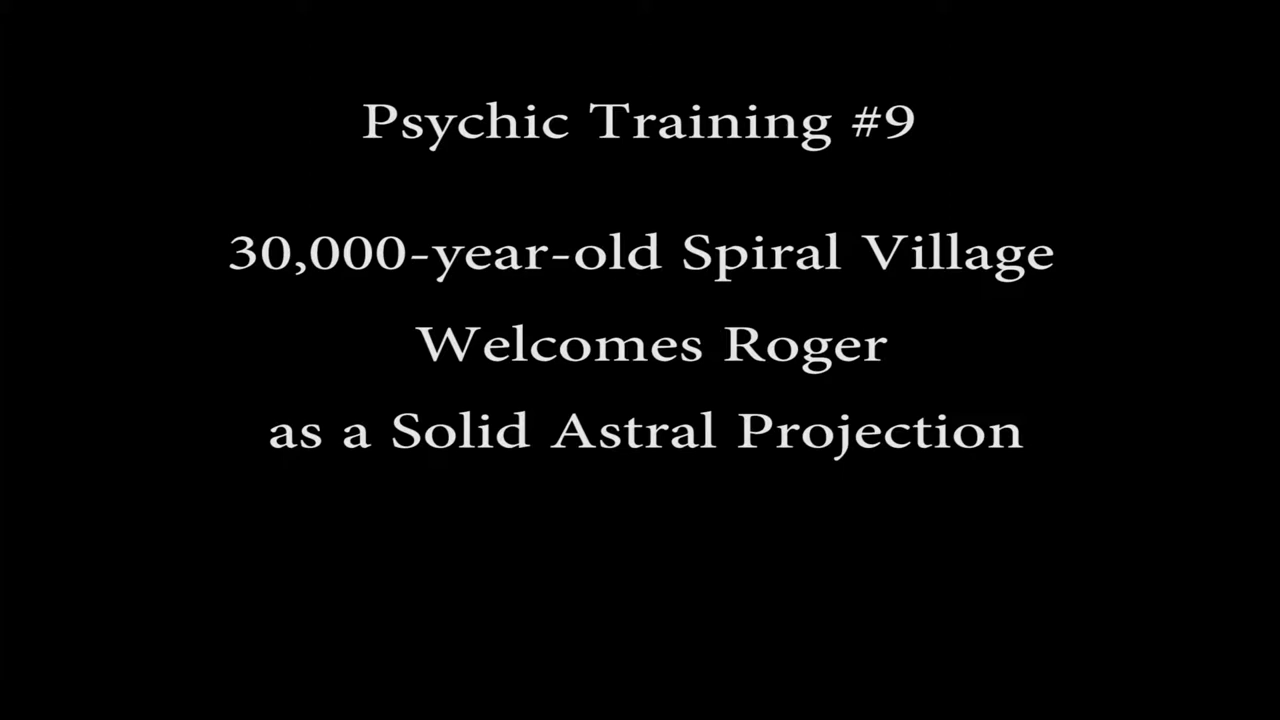 Psychic Training #9
30,000-year-old Spiral Village
Welcomes Roger
as a Solid Astral Projection